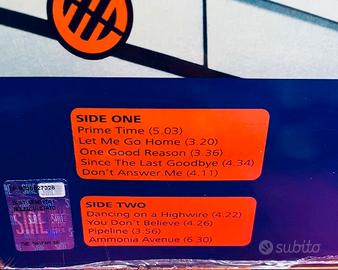 SIDE ONE
Prime Time (5.03)
Let Me Go Home (3.20)
One Good Reason (3.36)
Since The Last Goodbye (4.34)
Don't Answer Me (4.11)
SIAE
SIDE TWO
Dancing on a Highwire (4.22)
You Don't Believe (4.26)
Pipeline (3.56)
Ammonia Avenue (6.30)
subito